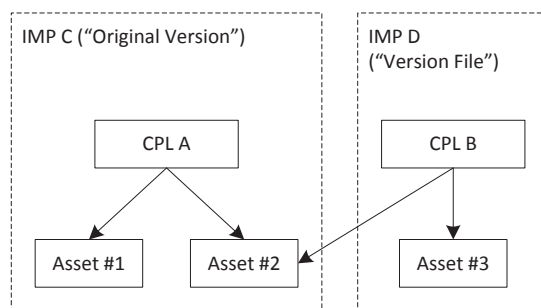 IMP C (“Original Version”)
IMP D
(“Version File”)
CPL A
CPL B
Asset #1
Asset #2
Asset #3